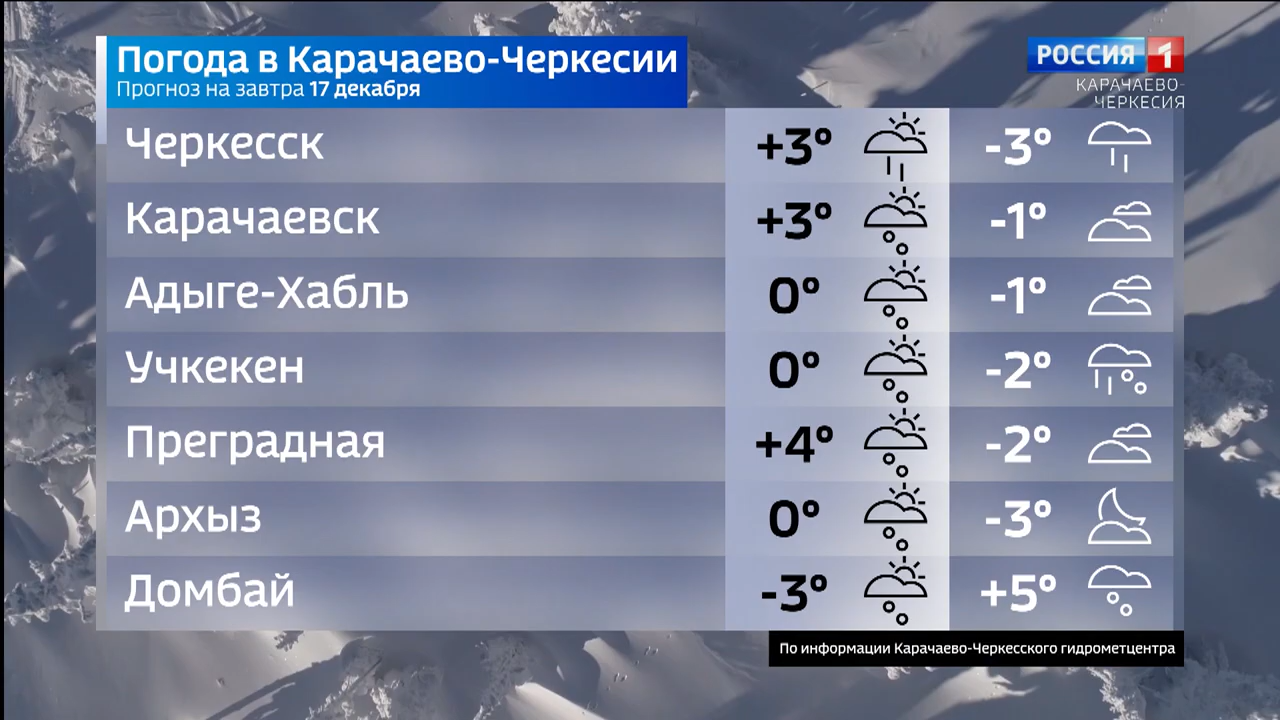 Погода в Карачаево-Черкесии
Прогноз на завтра 17 декабря
РОССИЯ 1
КАРАЧАЕВО-
ЧЕРКЕСИЯ
Черкесск +3° -3°
Карачаевск +3° -1°
Адыге-Хабль 0° -1°
Учкекен 0° -2°
Преградная +4° -2°
Архыз 0° -3°
Домбай -3° +5°
По информации Карачаево-Черкесского гидрометцентра